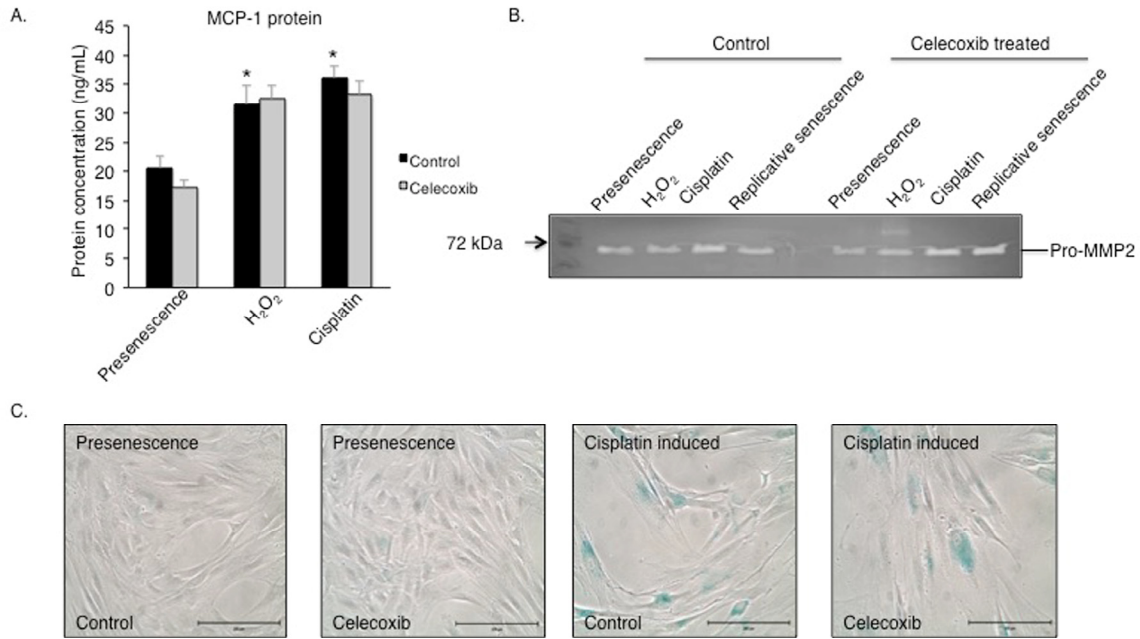 A.
MCP-1 protein
Protein concentration (ng/mL)
45
40
35
30
25
20
15
10
5
0
*
*
Presenescence
H₂O₂
Cisplatin
Control
Celecoxib
B.
Control
Celecoxib treated
Presenescence
H₂O₂
Cisplatin
Replicative senescence
Presenescence
H₂O₂
Cisplatin
Replicative senescence
72 kDa
Pro-MMP2
C.
Presenescence
Control
Presenescence
Celecoxib
Cisplatin induced
Control
Cisplatin induced
Celecoxib